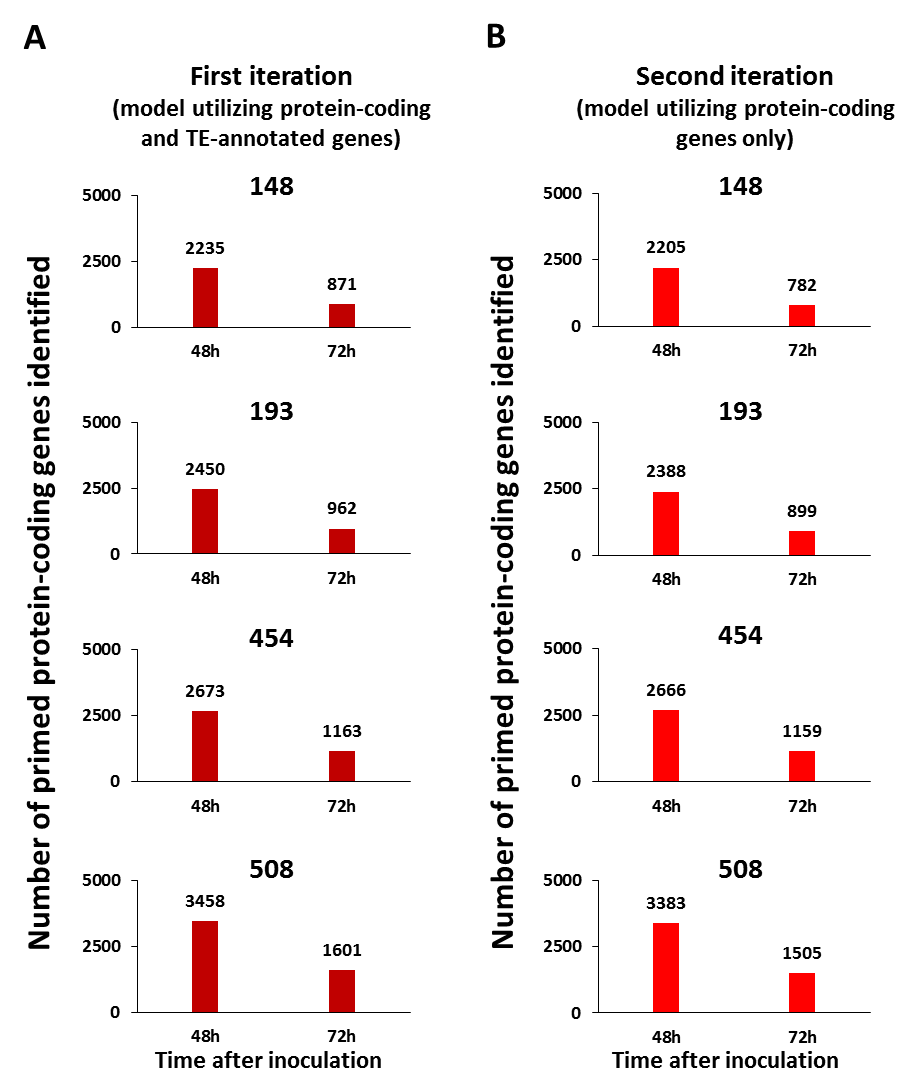 A
First iteration
(model utilizing protein-coding
and TE-annotated genes)
Number of primed protein-coding genes identified
148
5000
2500
0
2235
871
48h
72h
193
5000
2500
0
2450
962
48h
72h
454
5000
2500
0
2673
1163
48h
72h
508
5000
2500
0
3458
1601
48h
72h
Time after inoculation
B
Second iteration
(model utilizing protein-coding
genes only)
Number of primed protein-coding genes identified
148
5000
2500
0
2205
782
48h
72h
193
5000
2500
0
2388
899
48h
72h
454
5000
2500
0
2666
1159
48h
72h
508
5000
2500
0
3383
1505
48h
72h
Time after inoculation